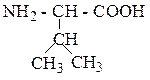 NH₂ - CH - COOH
CH
CH₃ CH₃